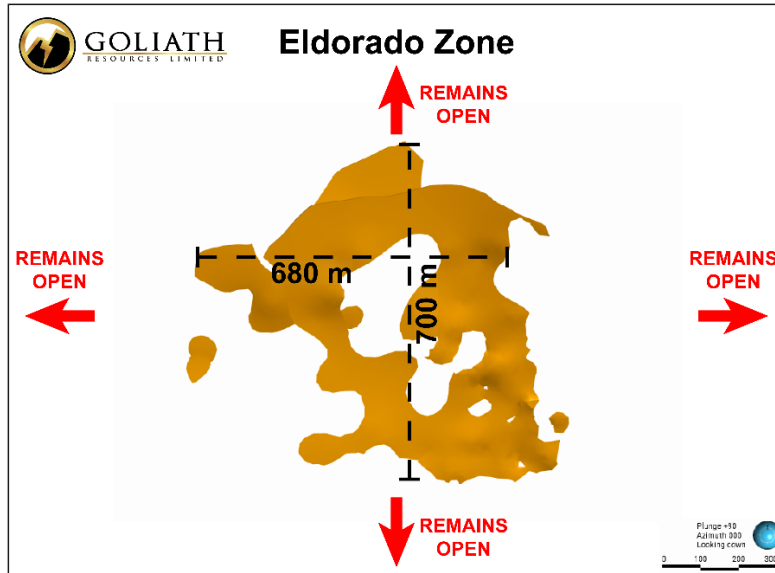 GOLIATH
RESOURCES LIMITED
Eldorado Zone
REMAINS
OPEN
REMAINS
OPEN
REMAINS
OPEN
680 m
700 m
REMAINS
OPEN
Plunge +90
Azimuth 000
Looking down
0 100 200 300